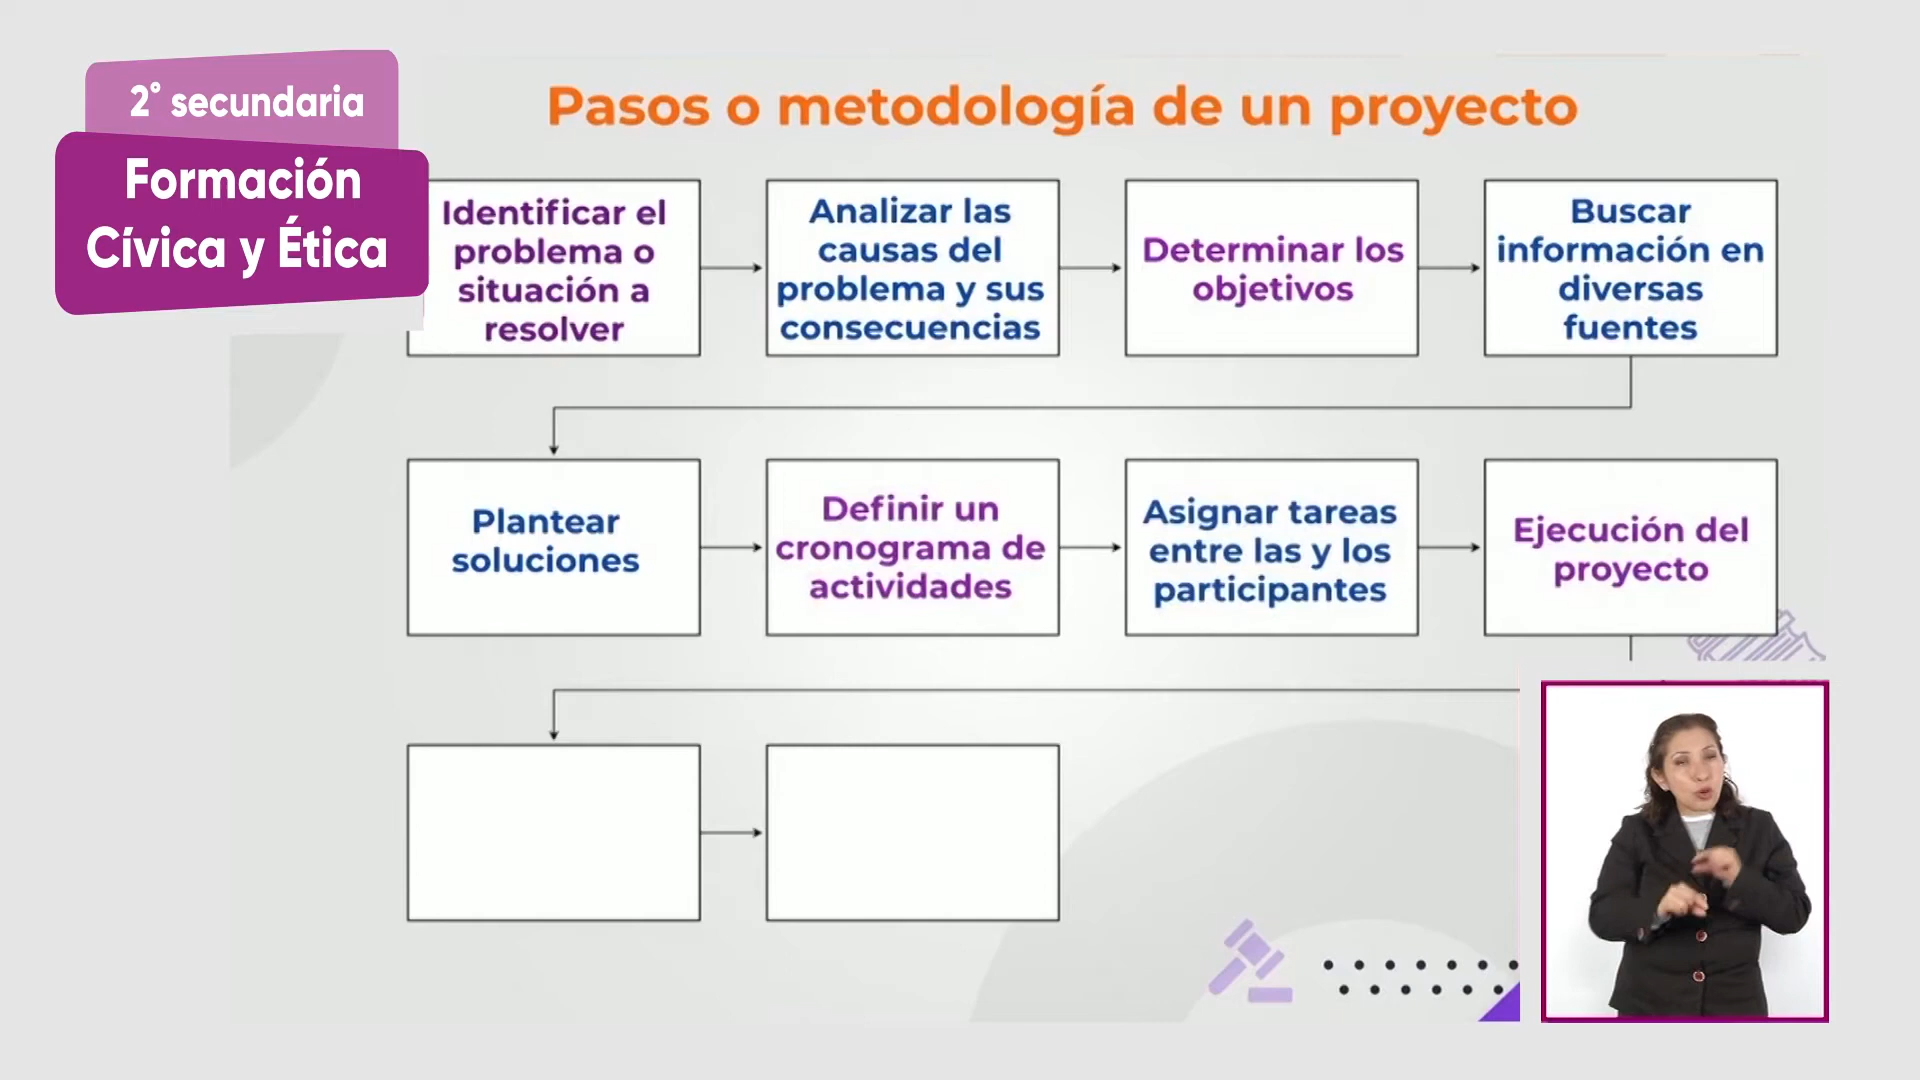 2° secundaria
Formación
Cívica y Ética
Pasos o metodología de un proyecto
Identificar el
problema o
situación a
resolver
Analizar las
causas del
problema y sus
consecuencias
Determinar los
objetivos
Buscar
información en
diversas
fuentes
Plantear
soluciones
Definir un
cronograma de
actividades
Asignar tareas
entre las y los
participantes
Ejecución del
proyecto